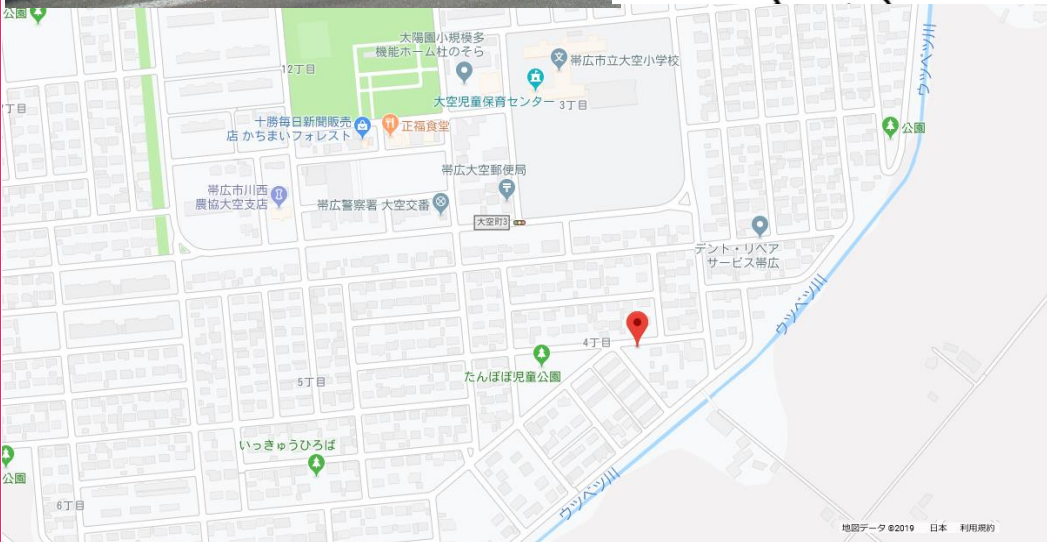 公園
太陽園小規模多
機能ホーム杜のそら
帯広市立大空小学校
12丁目
大空児童保育センター
3丁目
丁目
十勝毎日新聞販売
店 かちまいフォレスト
正福食堂
公園
ウツベツ川
帯広大空郵便局
帯広市川西
農協大空支店
帯広警察署 大空交番
大空町3
デント・リペア
サービス帯広
ウツベツ川
4丁目
たんぽぽ児童公園
5丁目
いっきゅうひろば
公園
6丁目
ウツベツ川
地図データ ©2019 日本 利用規約